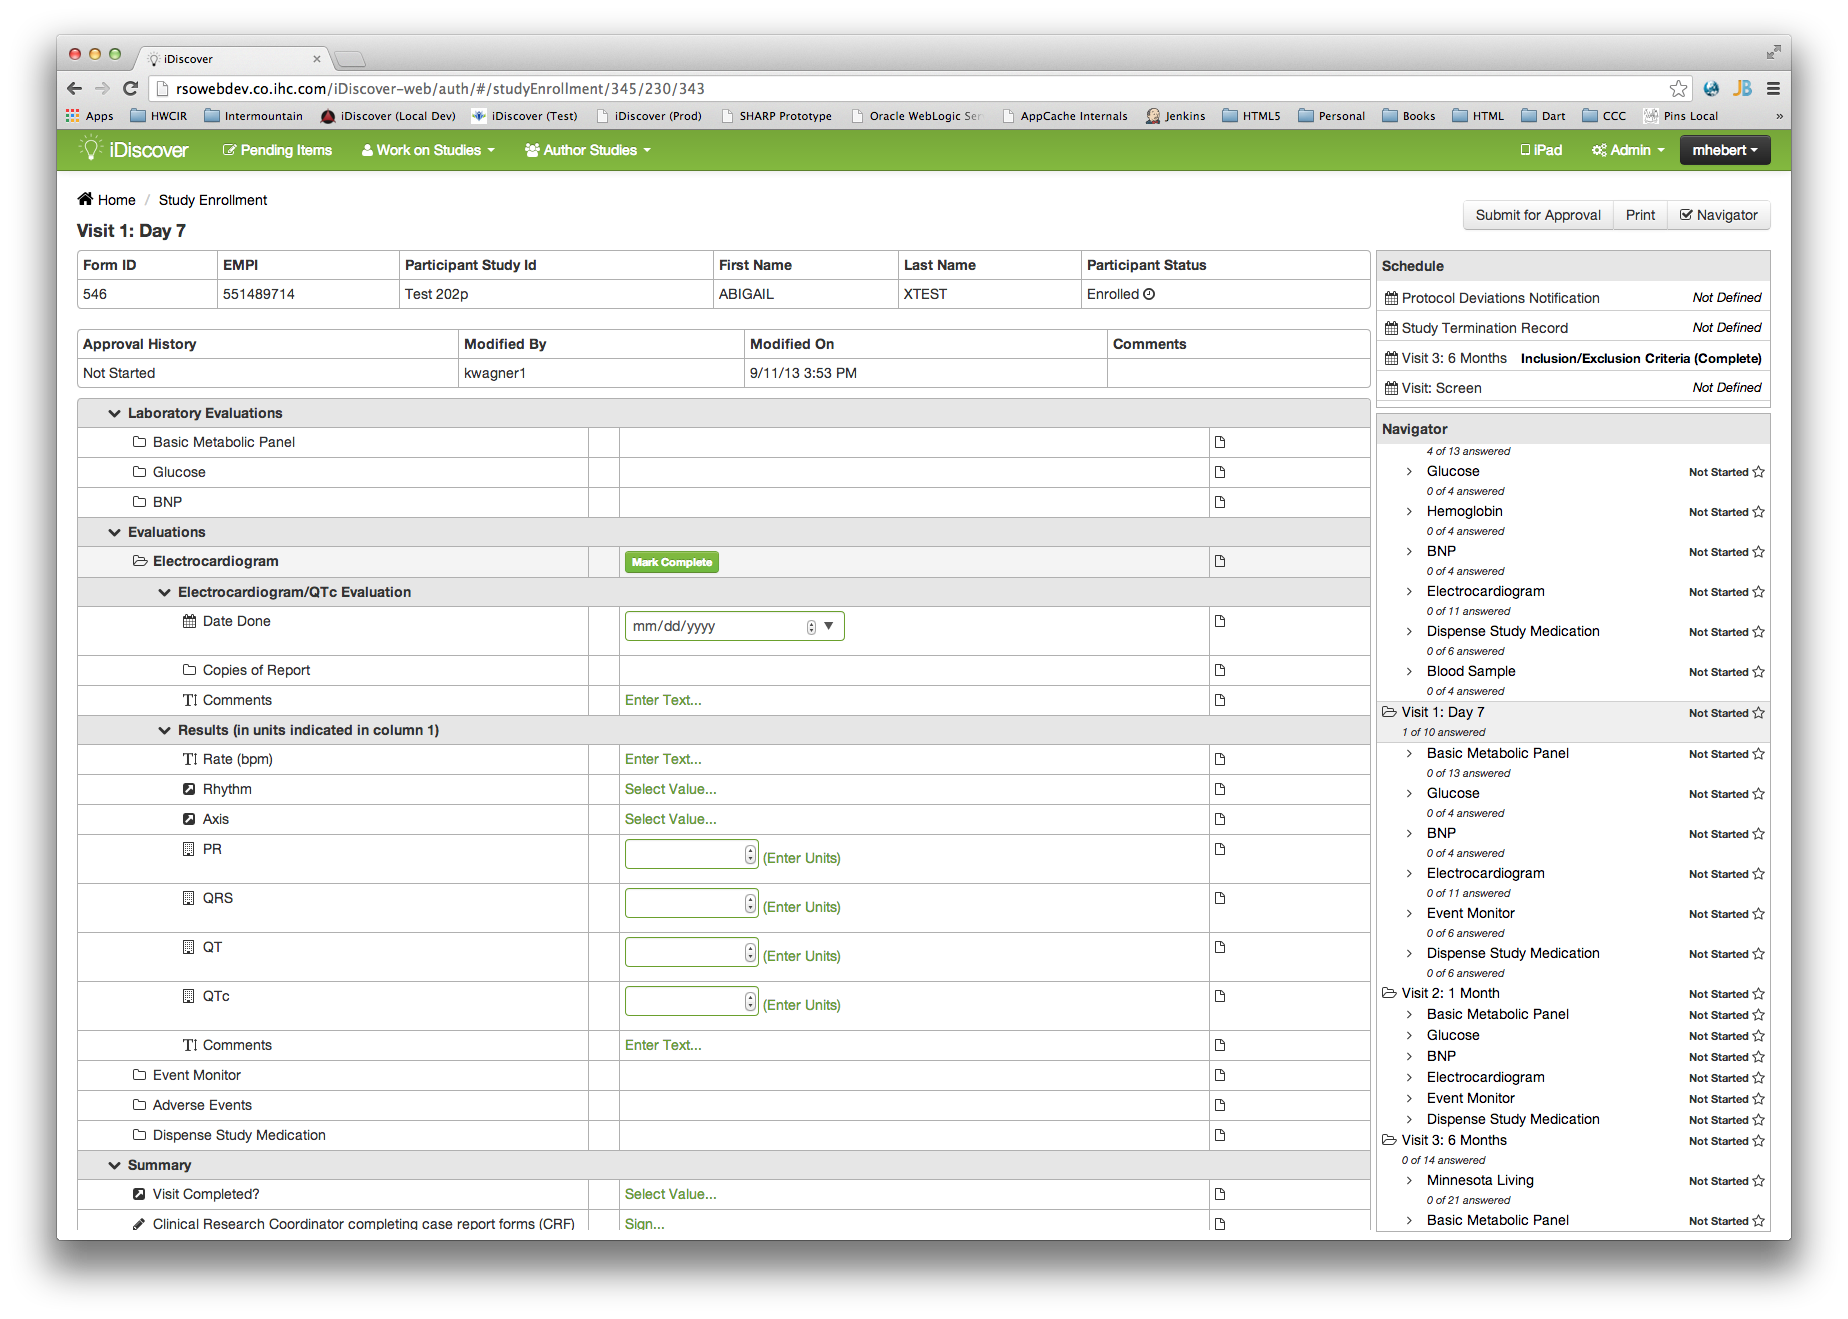 iDiscover
rsowebdev.co.ihc.com/iDiscover-web/auth/#/studyEnrollment/345/230/343
Apps HWCIR Intermountain iDiscover (Local Dev) iDiscover (Test) iDiscover (Prod) SHARP Prototype Oracle WebLogic Ser AppCache Internals Jenkins HTML5 Personal Books HTML Dart CCC Pins Local »
iDiscover Pending Items Work on Studies Author Studies iPad Admin mhebert
Home / Study Enrollment
Visit 1: Day 7
Submit for Approval Print Navigator
Form ID EMPI Participant Study Id First Name Last Name Participant Status
546 551489714 Test 202p ABIGAIL XTEST Enrolled
Approval History Modified By Modified On Comments
Not Started kwagner1 9/11/13 3:53 PM
Laboratory Evaluations
Basic Metabolic Panel
Glucose
BNP
Evaluations
Electrocardiogram Mark Complete
Electrocardiogram/QTc Evaluation
Date Done mm/dd/yyyy
Copies of Report
Comments Enter Text...
Results (in units indicated in column 1)
Rate (bpm) Enter Text...
Rhythm Select Value...
Axis Select Value...
PR (Enter Units)
QRS (Enter Units)
QT (Enter Units)
QTc (Enter Units)
Comments Enter Text...
Event Monitor
Adverse Events
Dispense Study Medication
Summary
Visit Completed? Select Value...
Clinical Research Coordinator completing case report forms (CRF) Sign...
Schedule
Protocol Deviations Notification Not Defined
Study Termination Record Not Defined
Visit 3: 6 Months Inclusion/Exclusion Criteria (Complete)
Visit: Screen Not Defined
Navigator
4 of 13 answered
Glucose Not Started
0 of 4 answered
Hemoglobin Not Started
0 of 4 answered
BNP Not Started
0 of 4 answered
Electrocardiogram Not Started
0 of 11 answered
Dispense Study Medication Not Started
0 of 6 answered
Blood Sample Not Started
0 of 4 answered
Visit 1: Day 7 Not Started
1 of 10 answered
Basic Metabolic Panel Not Started
0 of 13 answered
Glucose Not Started
0 of 4 answered
BNP Not Started
0 of 4 answered
Electrocardiogram Not Started
0 of 11 answered
Event Monitor Not Started
0 of 6 answered
Dispense Study Medication Not Started
0 of 6 answered
Visit 2: 1 Month Not Started
Basic Metabolic Panel Not Started
Glucose Not Started
BNP Not Started
Electrocardiogram Not Started
Event Monitor Not Started
Dispense Study Medication Not Started
Visit 3: 6 Months Not Started
0 of 14 answered
Minnesota Living Not Started
0 of 21 answered
Basic Metabolic Panel Not Started